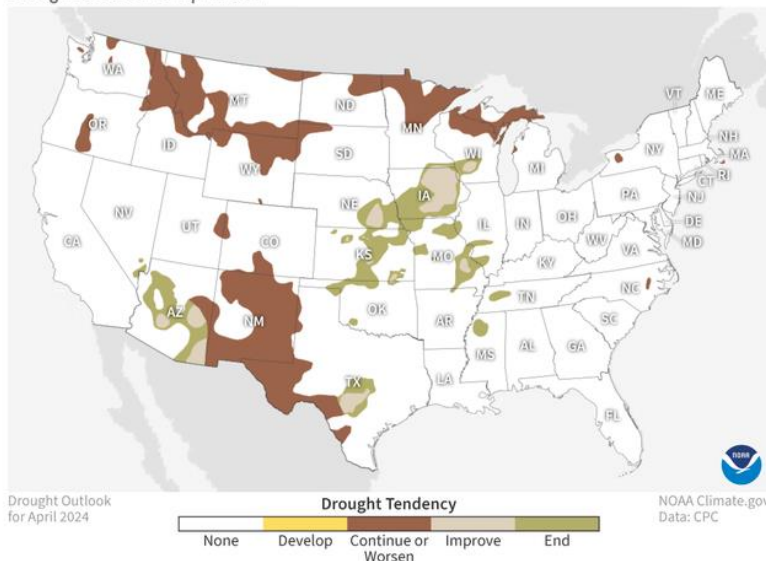 WA
MT
ND
OR
MN
ID
SD
WI
VT
ME
NH
MA
NY
RI
CT
MI
WY
NE
IA
PA
NJ
NV
UT
CO
IL
IN
OH
DE
MD
CA
KS
MO
WV
VA
KY
AZ
NM
OK
TN
NC
AR
SC
MS
AL
GA
TX
LA
FL
NOAA
Drought Outlook
for April 2024
Drought Tendency
NOAA Climate.gov
Data: CPC
None
Develop
Continue or
Worsen
Improve
End